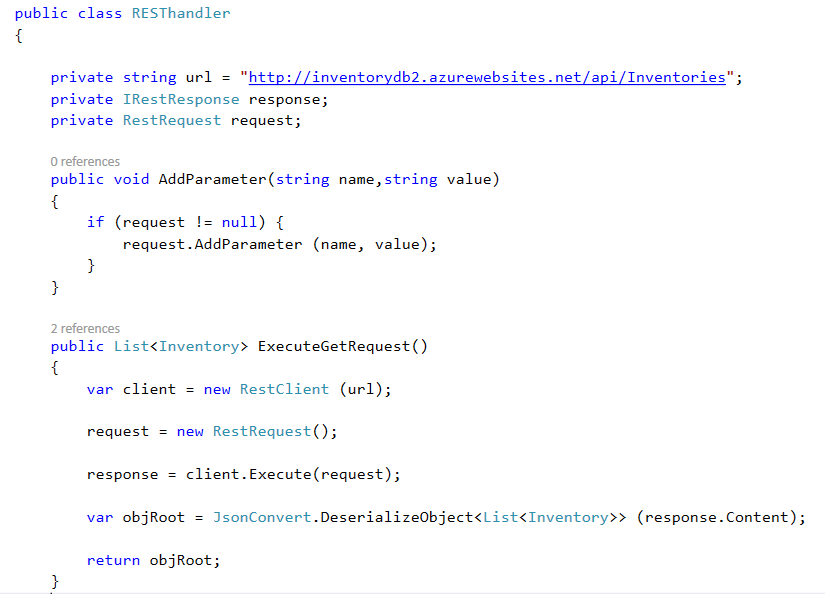 public class RESThandler
{
private string url = "http://inventorydb2.azurewebsites.net/api/Inventories";
private IRestResponse response;
private RestRequest request;
0 references
public void AddParameter(string name,string value)
{
if (request != null) {
request.AddParameter (name, value);
}
}
2 references
public List<Inventory> ExecuteGetRequest()
{
var client = new RestClient (url);
request = new RestRequest();
response = client.Execute(request);
var objRoot = JsonConvert.DeserializeObject<List<Inventory>> (response.Content);
return objRoot;
}